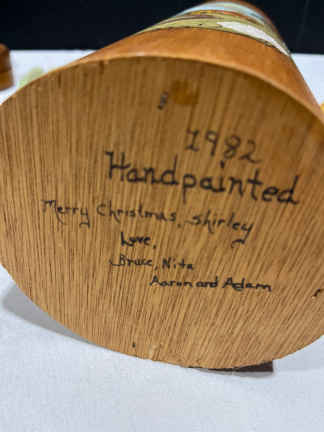 1982
Handpainted
Merry Christmas, Shirley
Love,
Bruce, Nita
Aaron and Adam